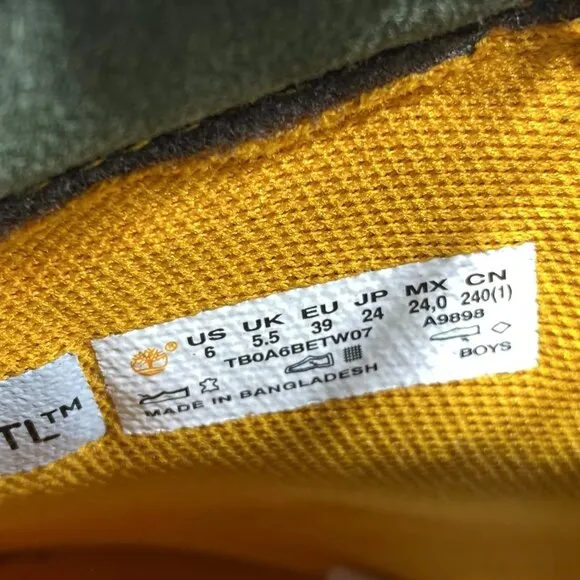 US UK EU JP MX CN
6 5.5 39 24 24,0 240(1)
TB0A6BETW07 A9898
MADE IN BANGLADESH BOYS
TL™
®